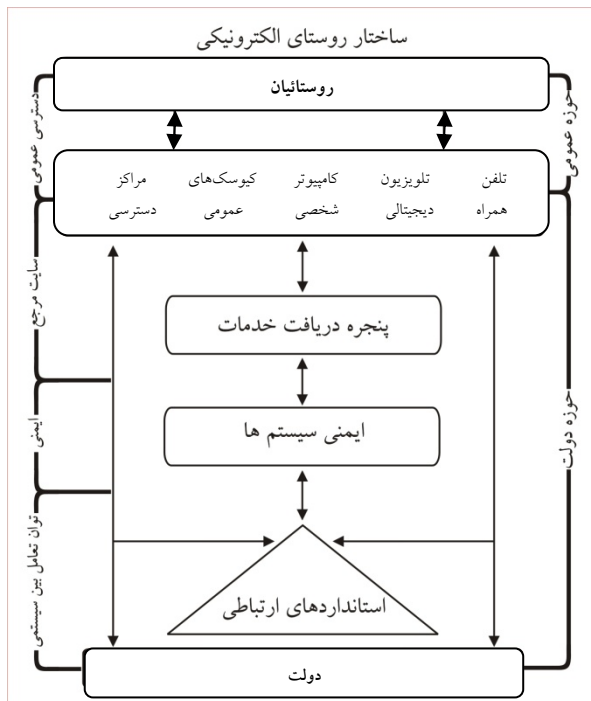 ساختار روستای الکترونیکی
روستائیان
تلفن همراه
تلویزیون دیجیتالی
کامپیوتر شخصی
کیوسک‌های عمومی
مراکز دسترسی
پنجره دریافت خدمات
ایمنی سیستم ها
استانداردهای ارتباطی
دولت
حوزه عمومی
حوزه دولت
دسترسی عمومی
سایت مرجع
ایمنی
توان تعامل بین سیستمی